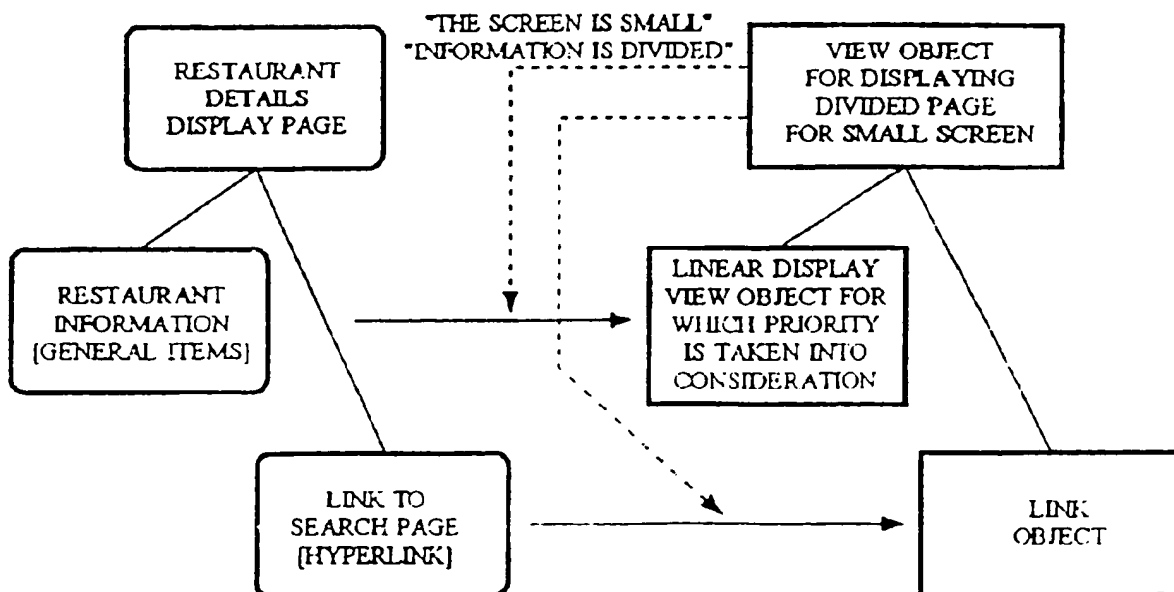 "THE SCREEN IS SMALL"
"INFORMATION IS DIVIDED"
RESTAURANT
DETAILS
DISPLAY PAGE
VIEW OBJECT
FOR DISPLAYING
DIVIDED PAGE
FOR SMALL SCREEN
RESTAURANT
INFORMATION
[GENERAL ITEMS]
LINEAR DISPLAY
VIEW OBJECT FOR
WHICH PRIORITY
IS TAKEN INTO
CONSIDERATION
LINK TO
SEARCH PAGE
[HYPERLINK]
LINK
OBJECT